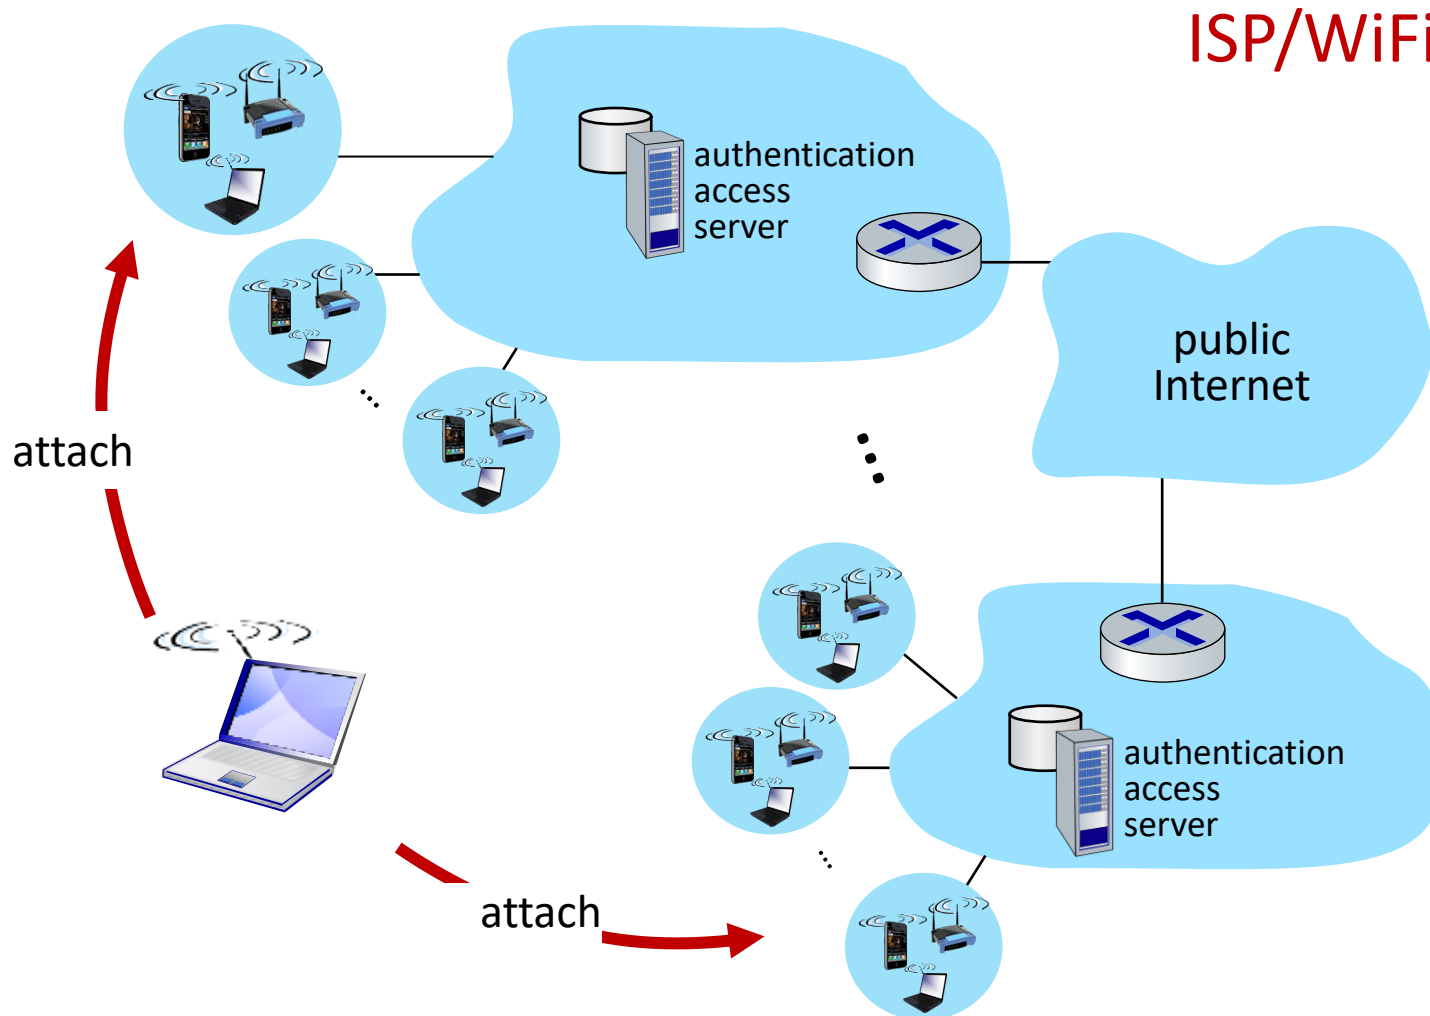 ISP/WiFi
authentication
access
server
public
Internet
attach
authentication
access
server
attach